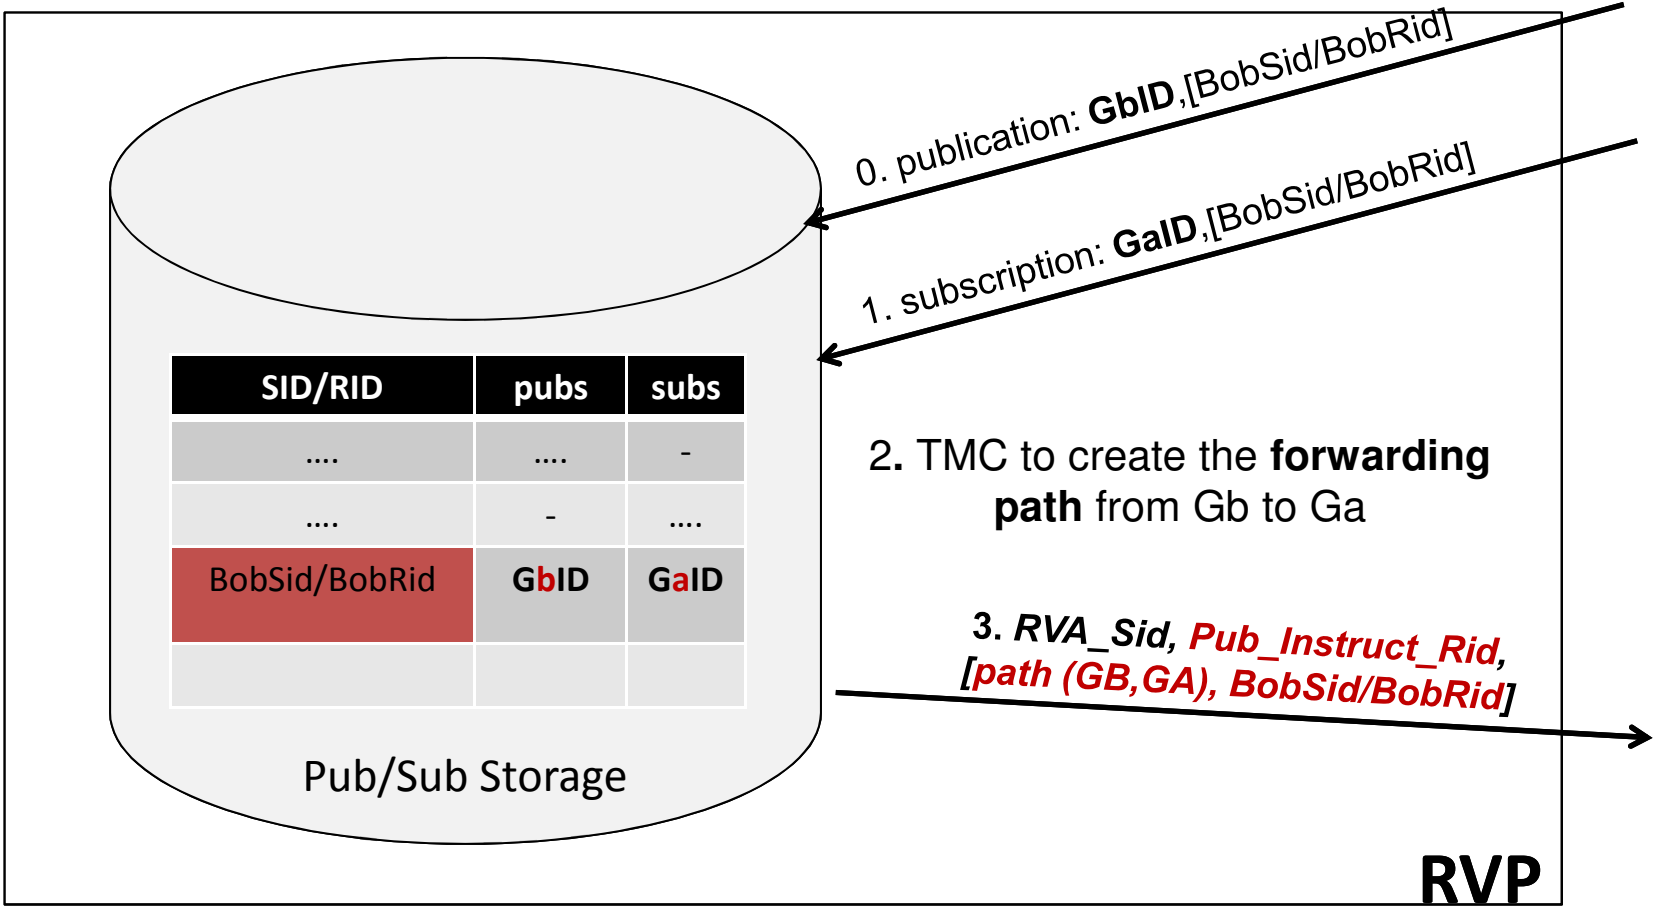 0. publication: GbID,[BobSid/BobRid]
1. subscription: GaID,[BobSid/BobRid]
SID/RID pubs subs
.... .... -
.... - ....
BobSid/BobRid GbID GaID
Pub/Sub Storage
2. TMC to create the forwarding
path from Gb to Ga
3. RVA_Sid, Pub_Instruct_Rid,
[path (GB,GA), BobSid/BobRid]
RVP